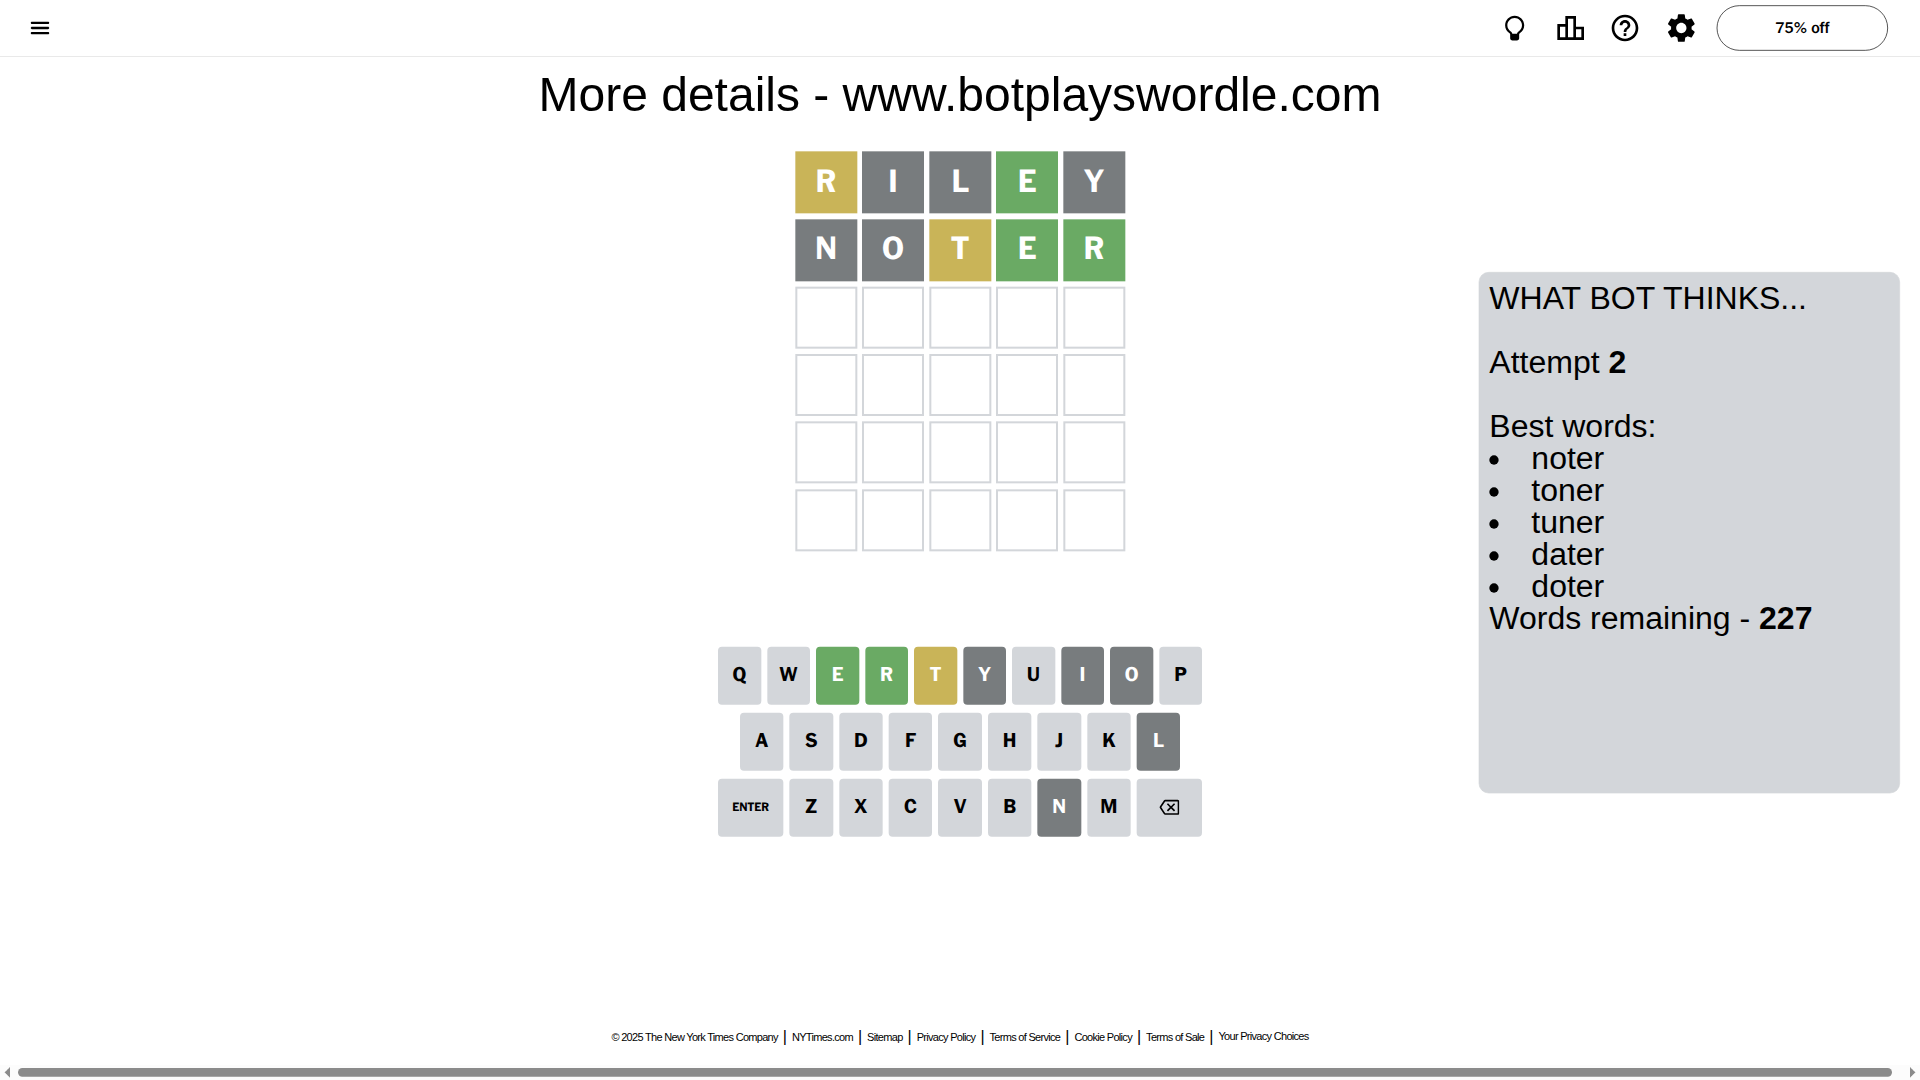 75% off
More details - www.botplayswordle.com
R I L E Y
N O T E R
WHAT BOT THINKS...
Attempt 2
Best words:
• noter
• toner
• tuner
• dater
• doter
Words remaining - 227
Q W E R T Y U I O P
A S D F G H J K L
ENTER Z X C V B N M
© 2025 The New York Times Company | NYTimes.com | Sitemap | Privacy Policy | Terms of Service | Cookie Policy | Terms of Sale | Your Privacy Choices